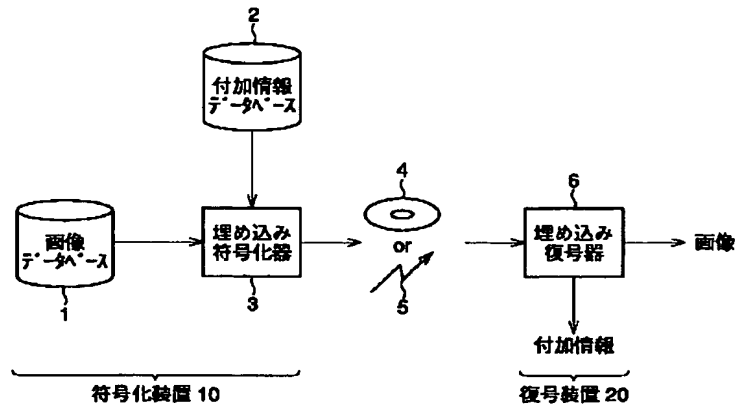 2
付加情報
データベース
画像
データベース
1
埋め込み
符号化器
3
4
or
5
6
埋め込み
復号器
画像
付加情報
符号化装置 10
復号装置 20